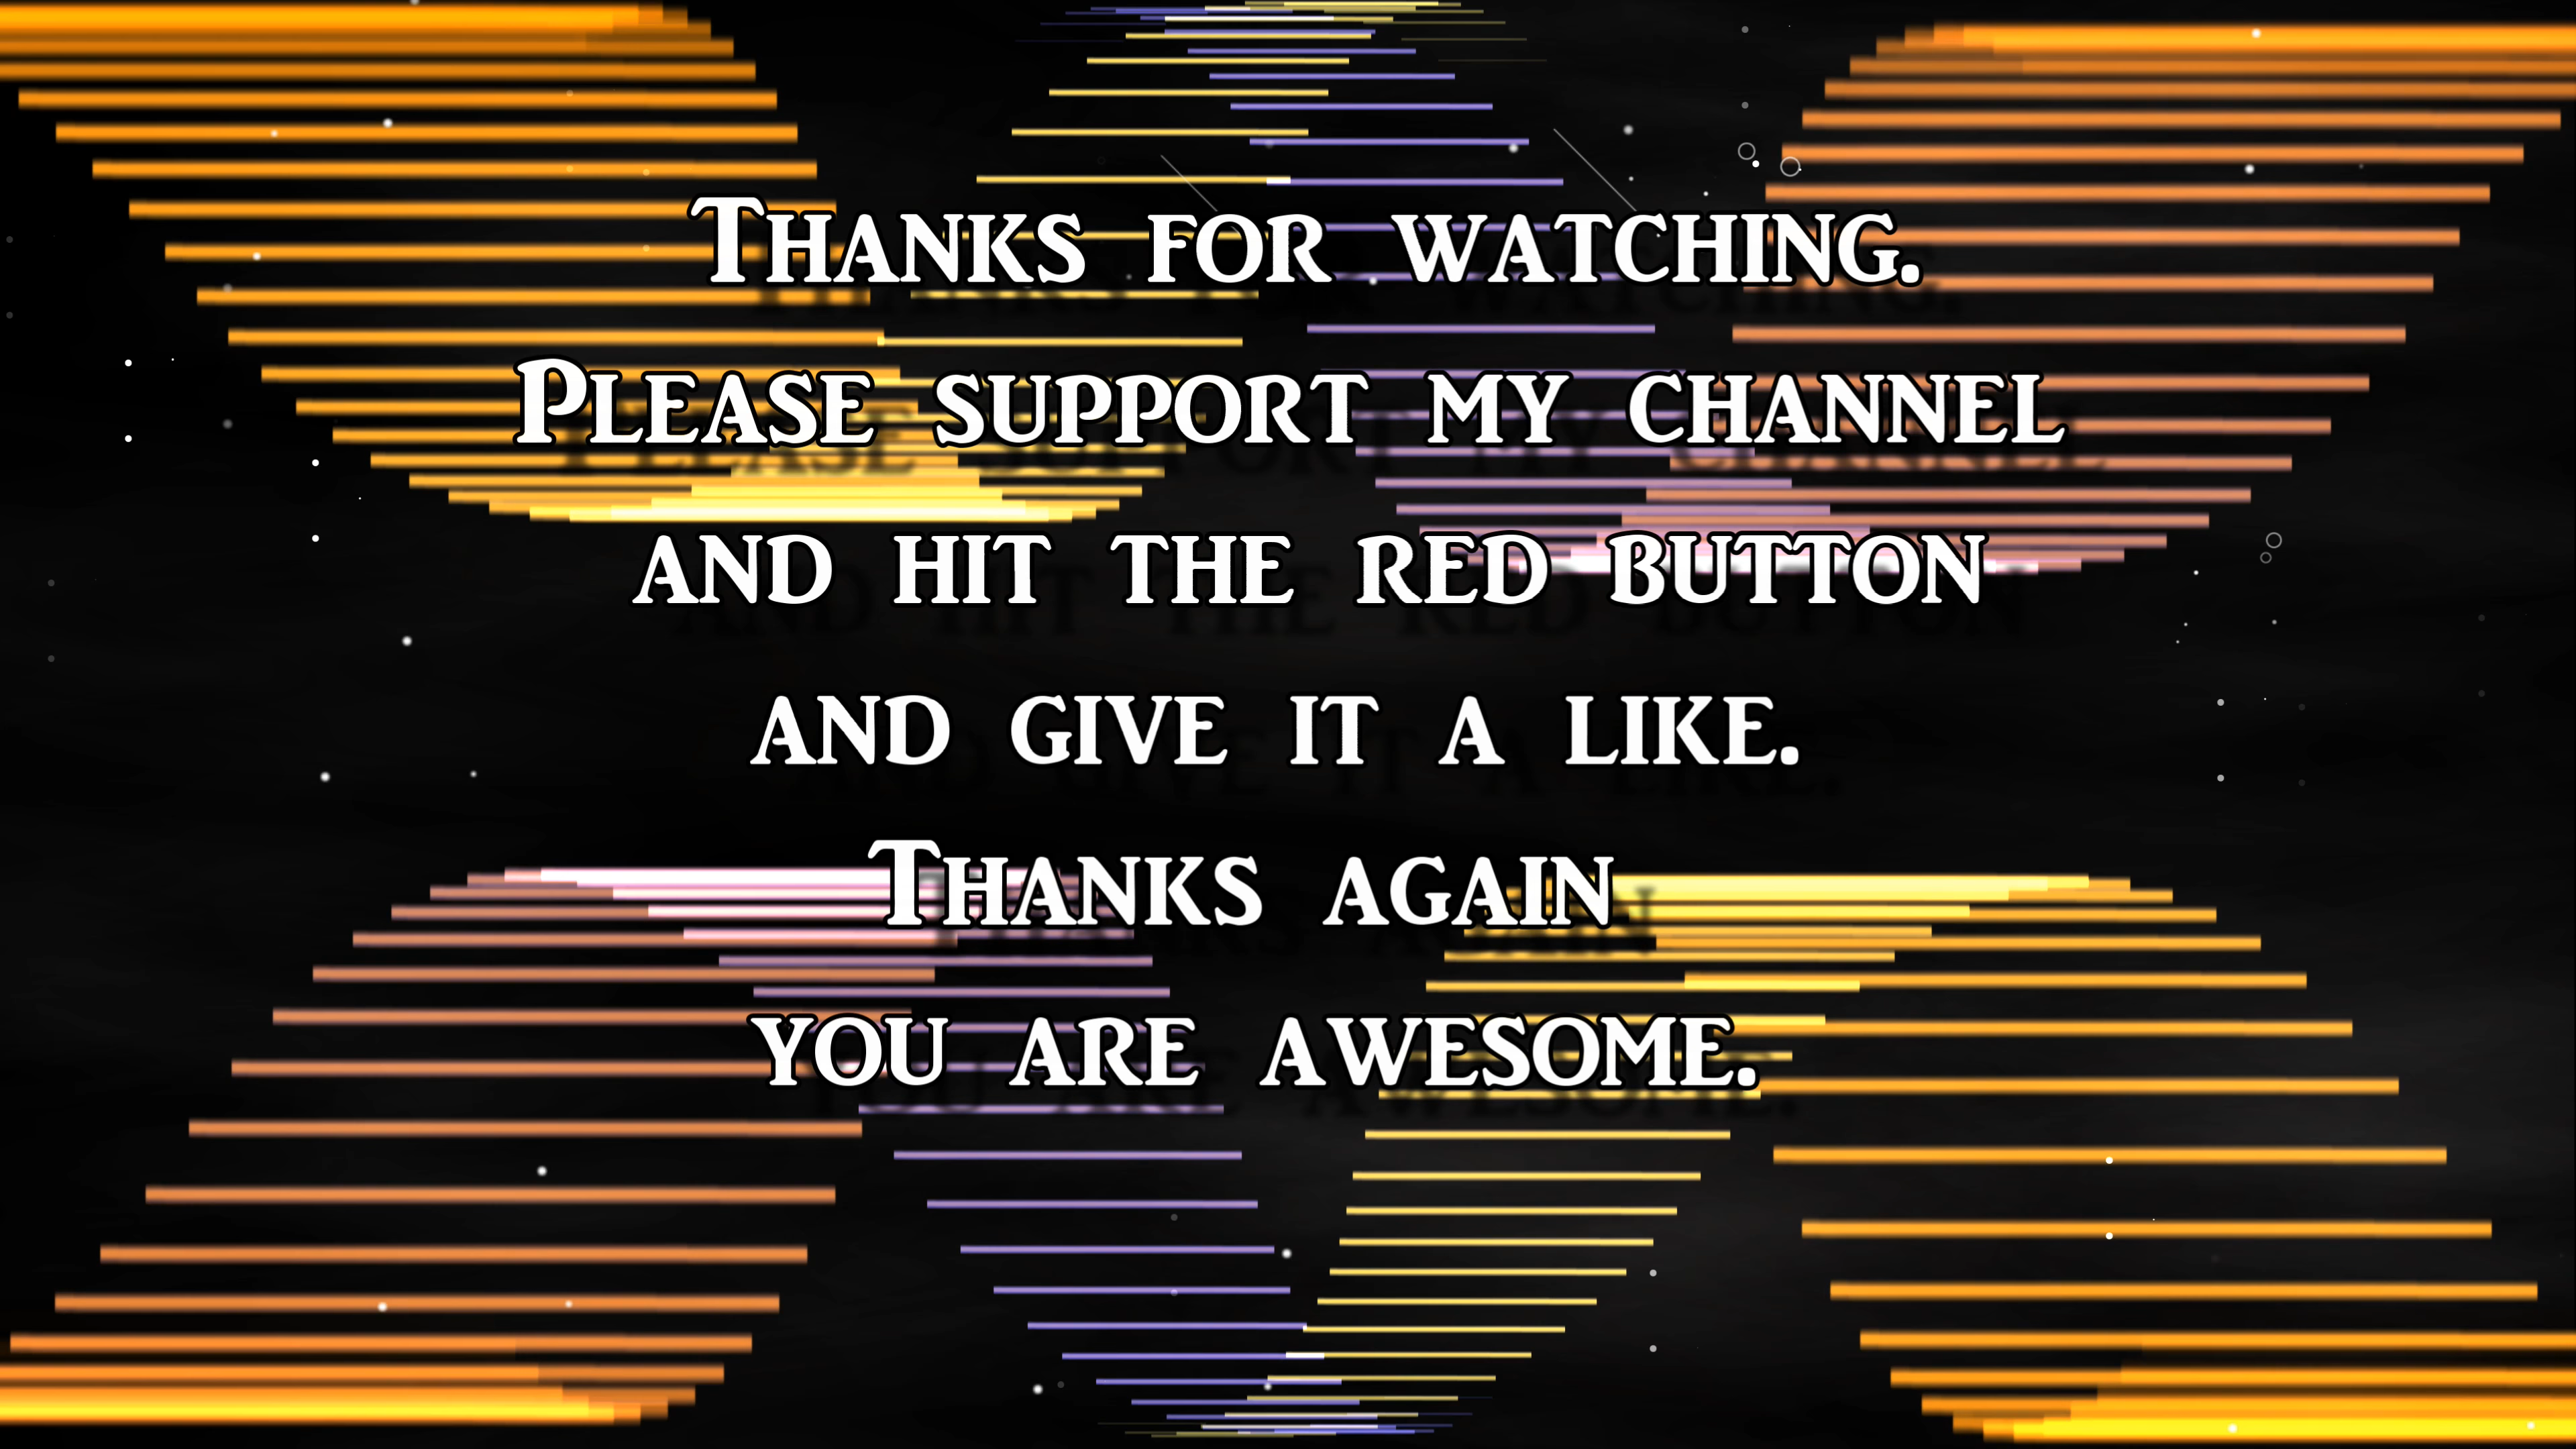 Thanks for watching.
Please support my channel
and hit the red button
and give it a like.
Thanks again
you are awesome.